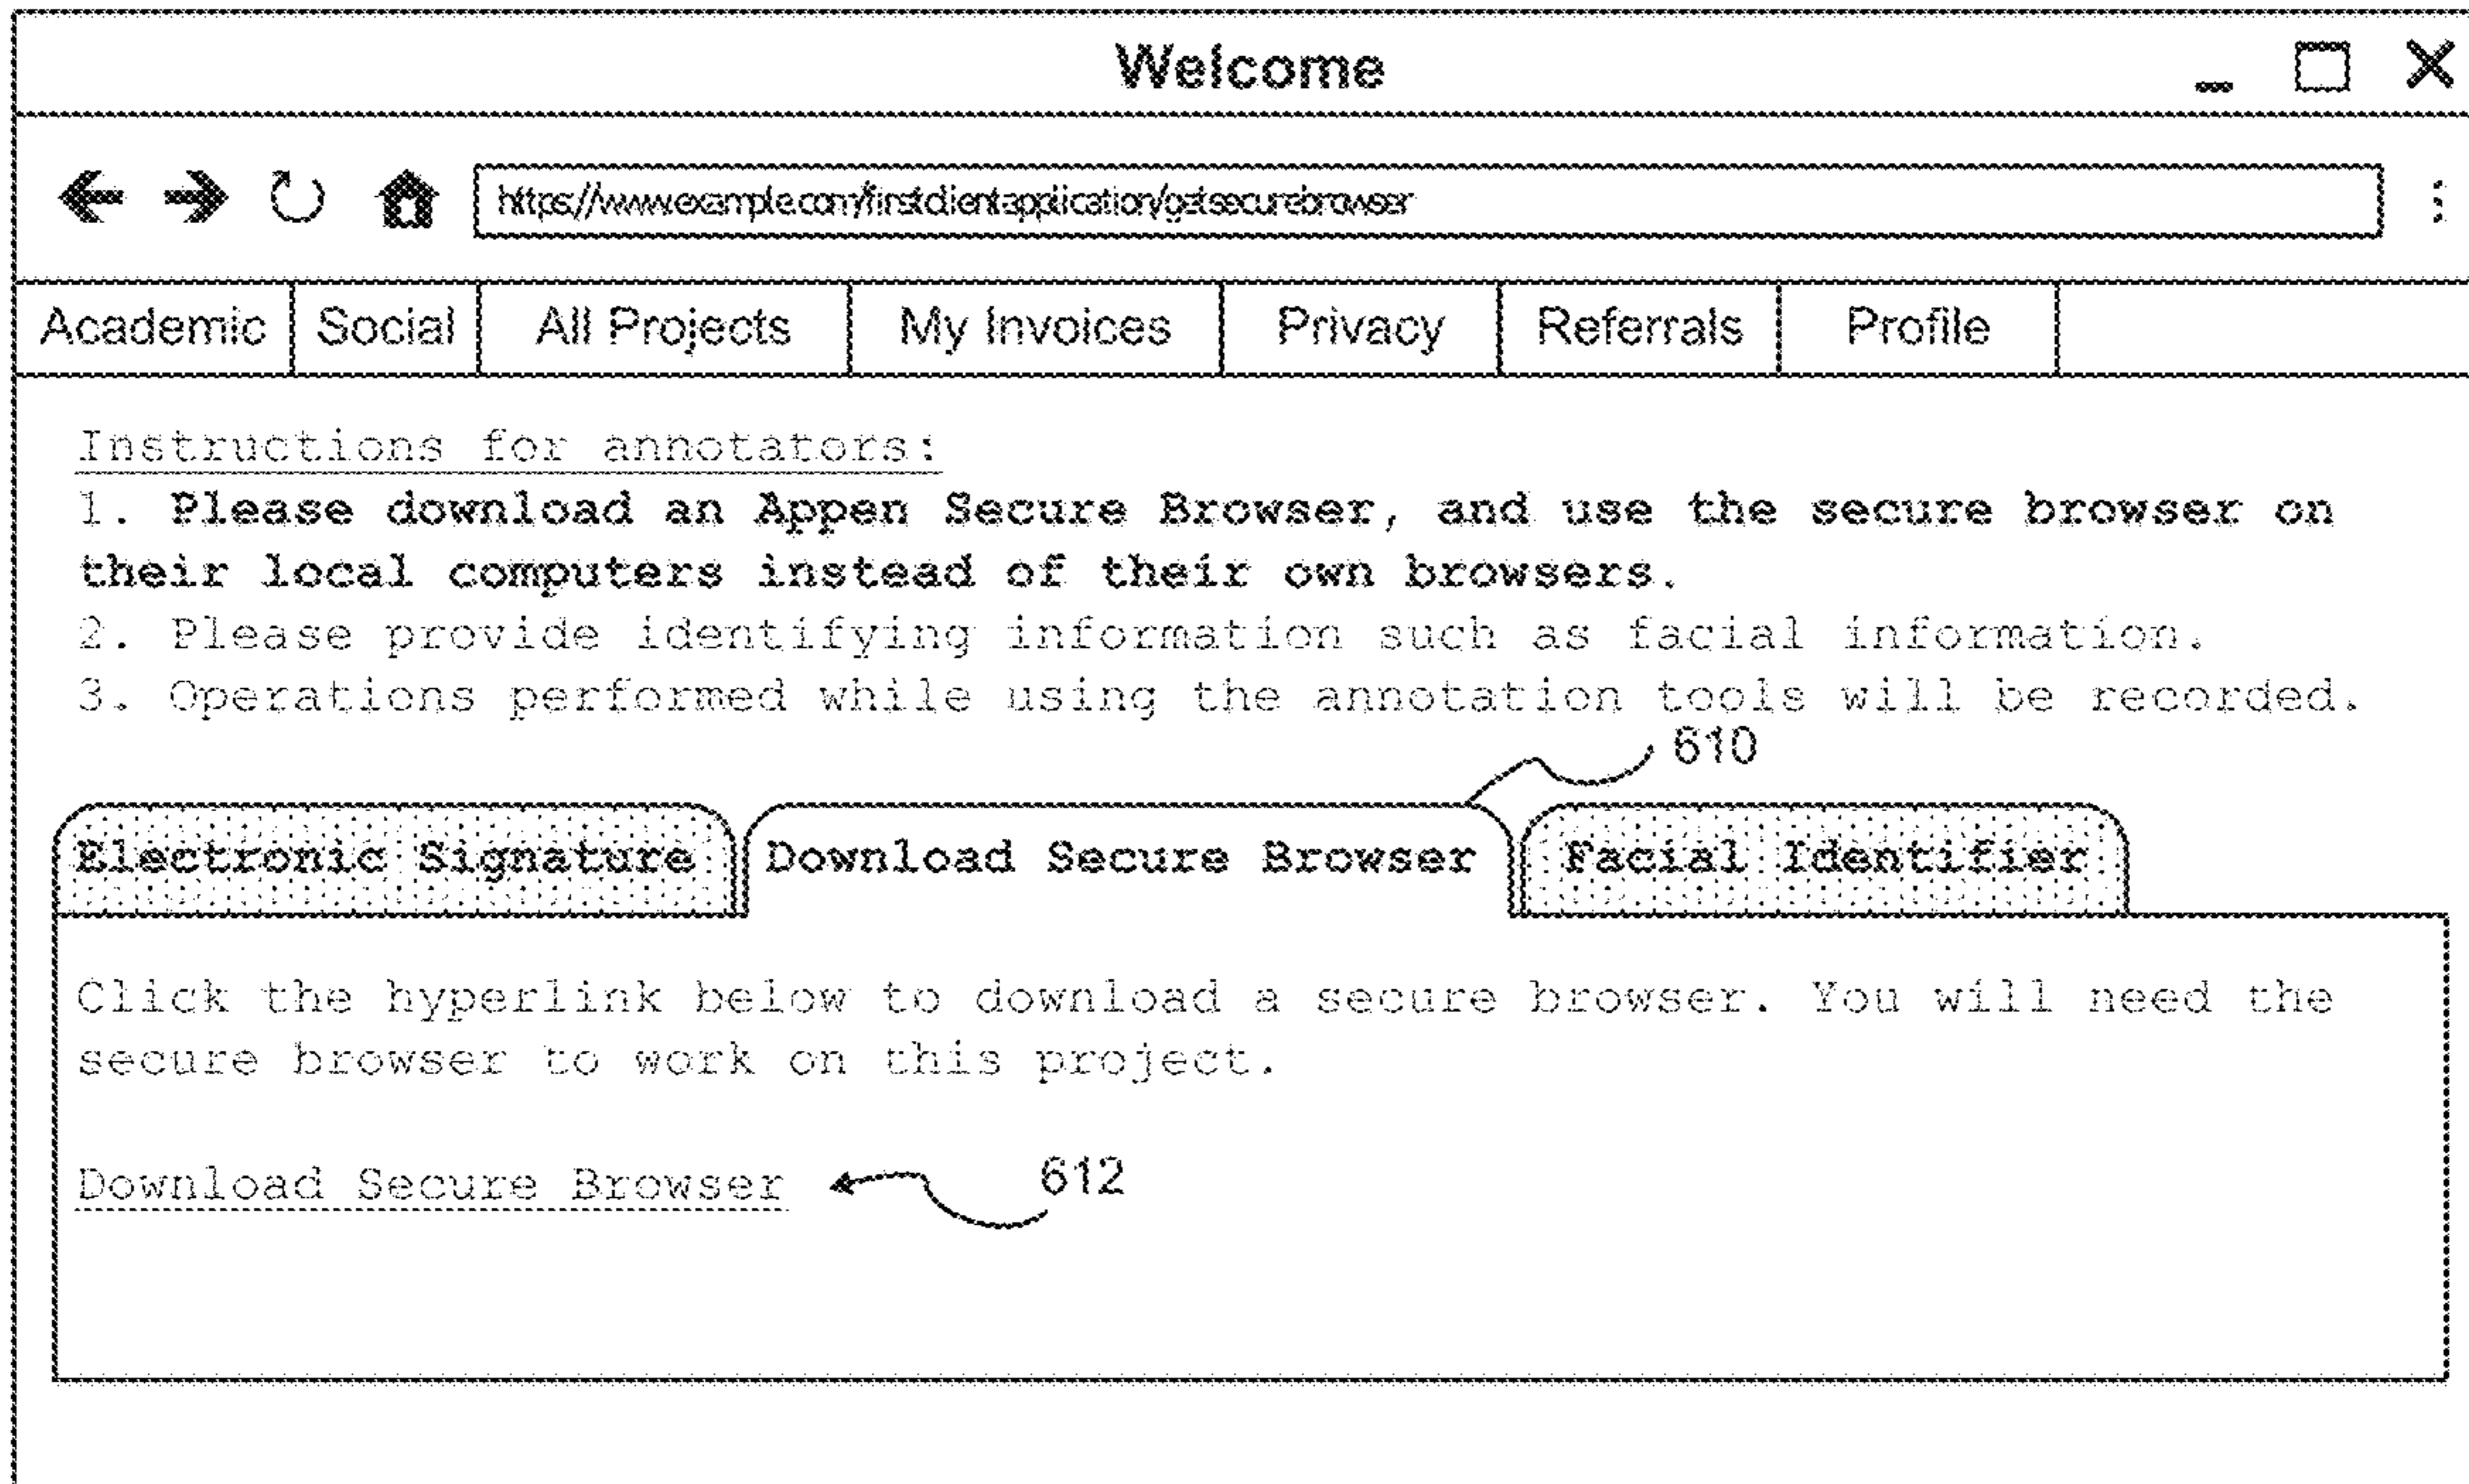 Welcome
https://www.example.com/firstclientapplication/getsecurebrowser
Academic Social All Projects My Invoices Privacy Referrals Profile
Instructions for annotators:
1. Please download an Appen Secure Browser, and use the secure browser on
their local computers instead of their own browsers.
2. Please provide identifying information such as facial information.
3. Operations performed while using the annotation tools will be recorded.
610
Electronic Signature Download Secure Browser Facial Identifier
Click the hyperlink below to download a secure browser. You will need the
secure browser to work on this project.
Download Secure Browser 612